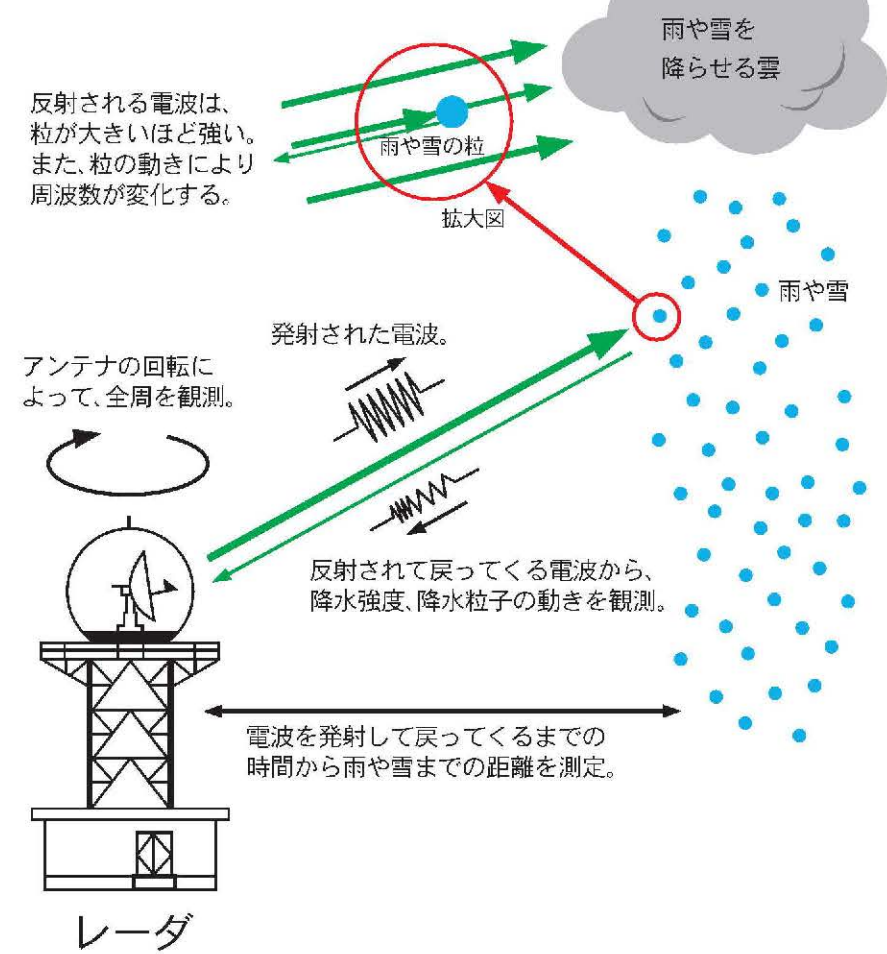 雨や雪を
降らせる雲
反射される電波は、
粒が大きいほど強い。
また、粒の動きにより
周波数が変化する。
雨や雪の粒
拡大図
雨や雪
発射された電波。
アンテナの回転に
よって、全周を観測。
反射されて戻ってくる電波から、
降水強度、降水粒子の動きを観測。
電波を発射して戻ってくるまでの
時間から雨や雪までの距離を測定。
レーダ